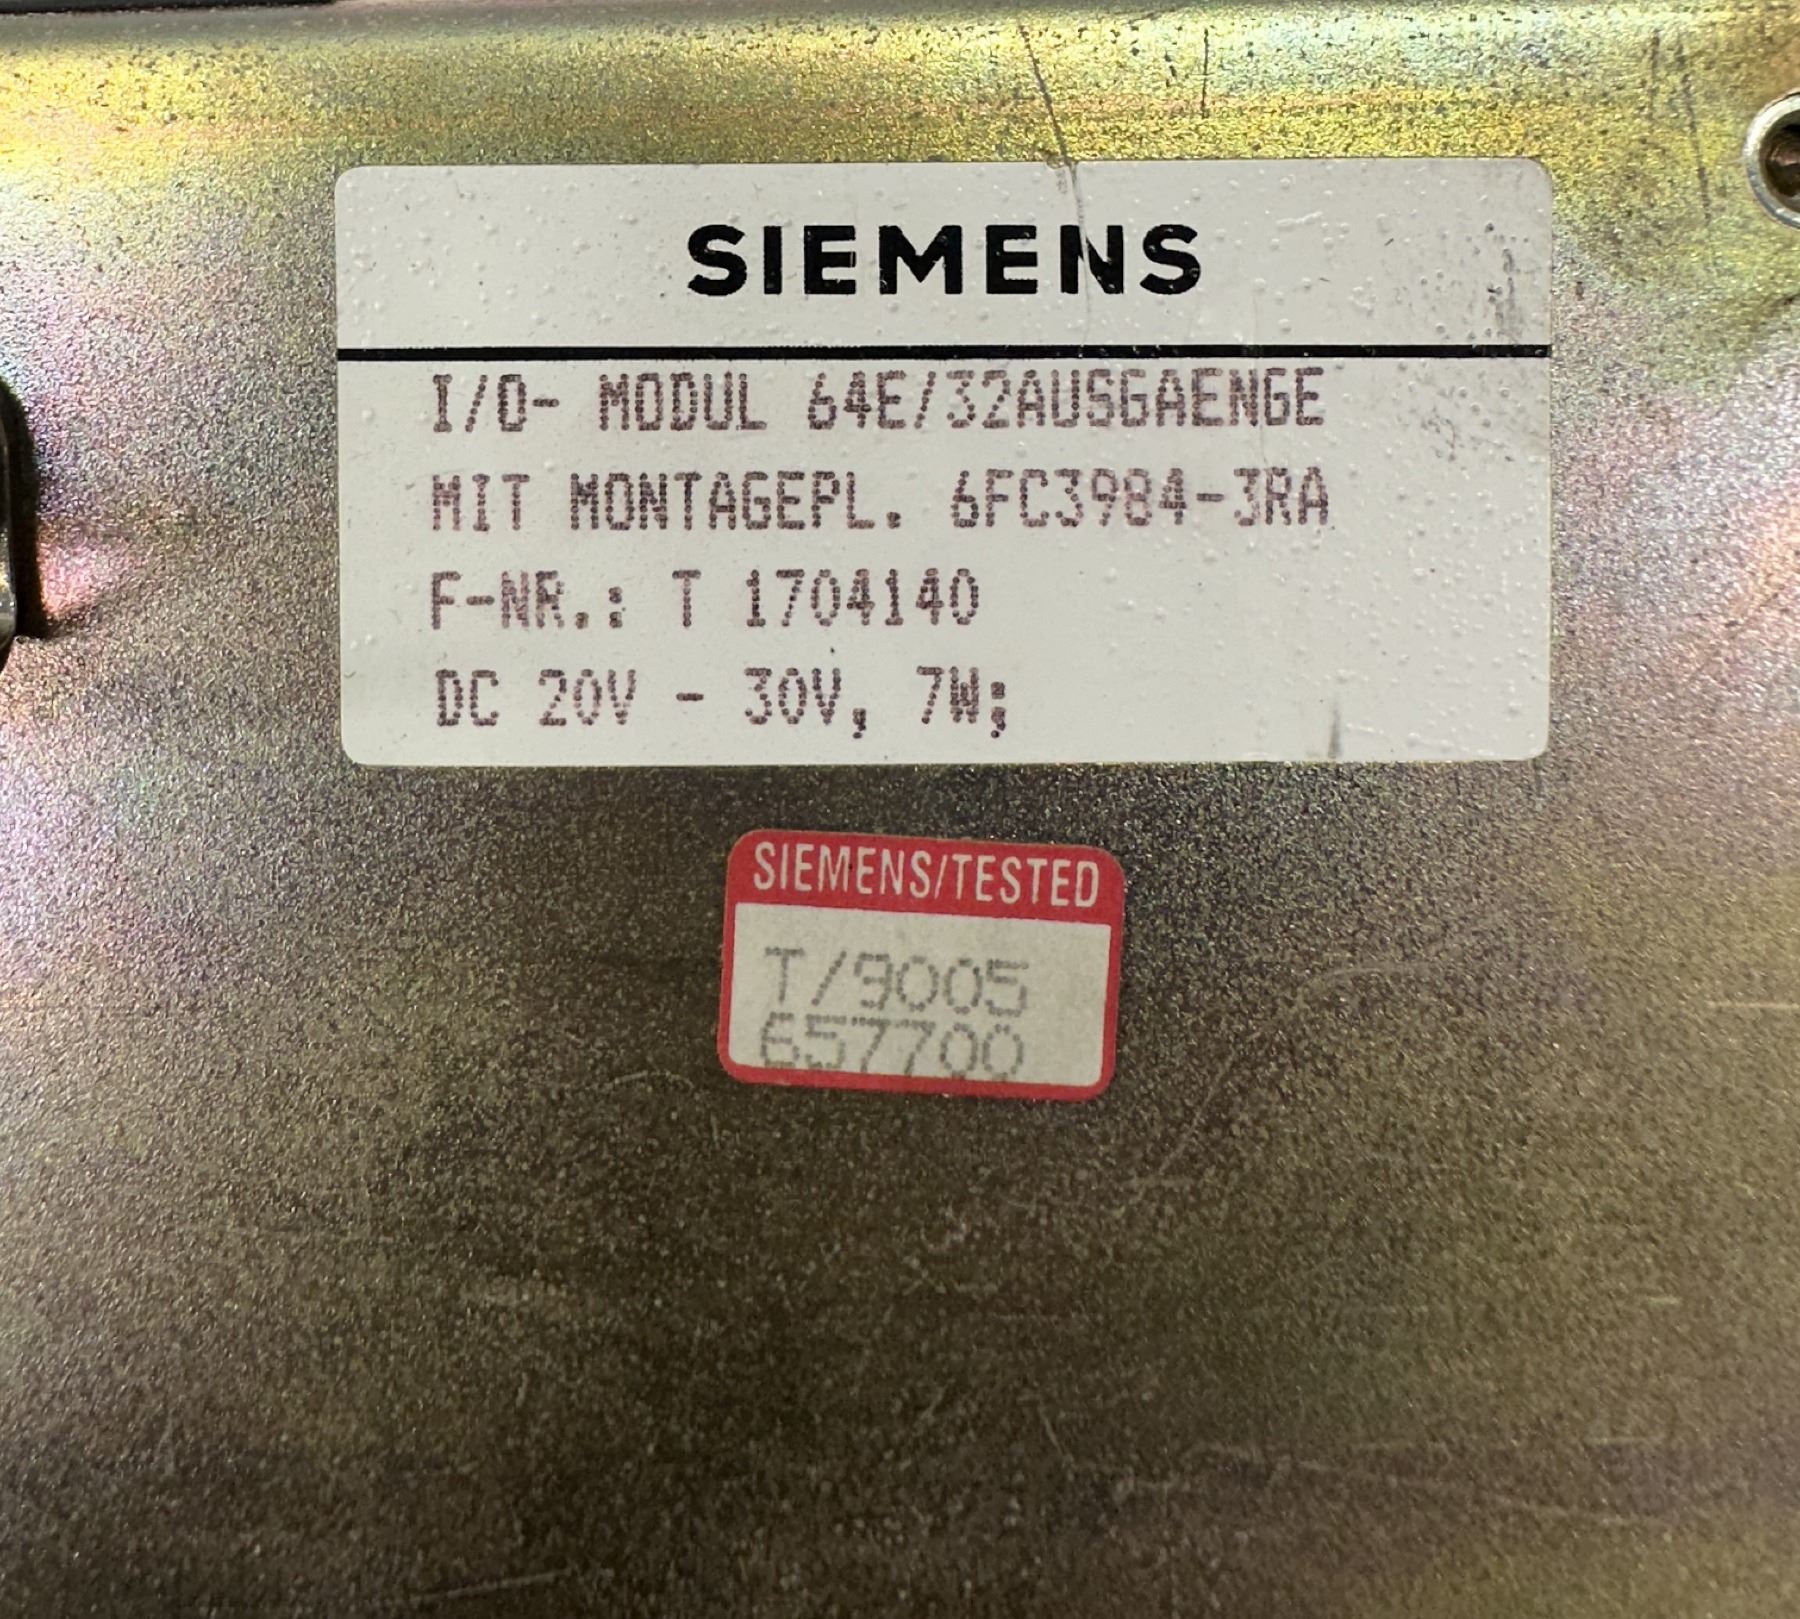 SIEMENS
I/O- MODUL 64E/32AUSGAENGE
MIT MONTAGEPL. 6FC3984-3RA
F-NR.: T 1704140
DC 20V - 30V, 7W;
SIEMENS/TESTED
T/9005
657700